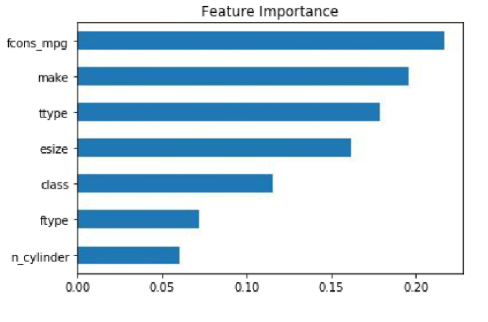 Feature Importance
fcons_mpg
make
ttype
esize
class
ftype
n_cylinder
0.00 0.05 0.10 0.15 0.20